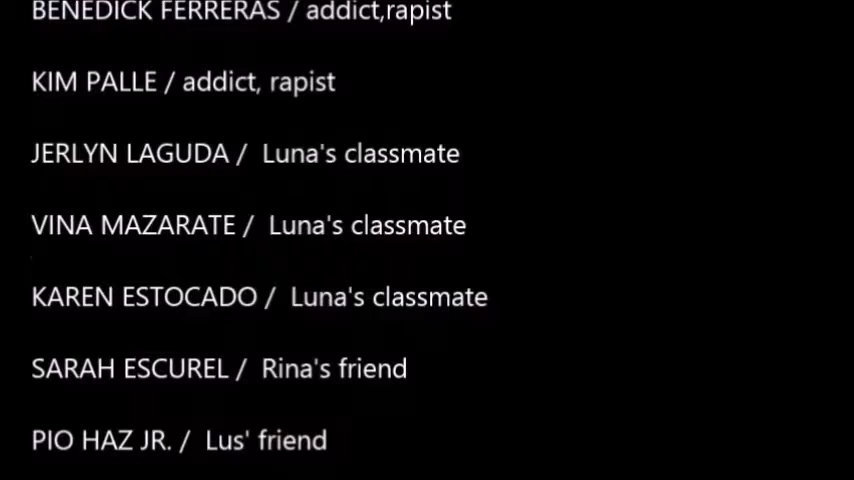 BENEDICK FERRERAS / addict,rapist
KIM PALLE / addict, rapist
JERLYN LAGUDA /  Luna's classmate
VINA MAZARATE /  Luna's classmate
KAREN ESTOCADO /  Luna's classmate
SARAH ESCUREL /  Rina's friend
PIO HAZ JR. /  Lus' friend